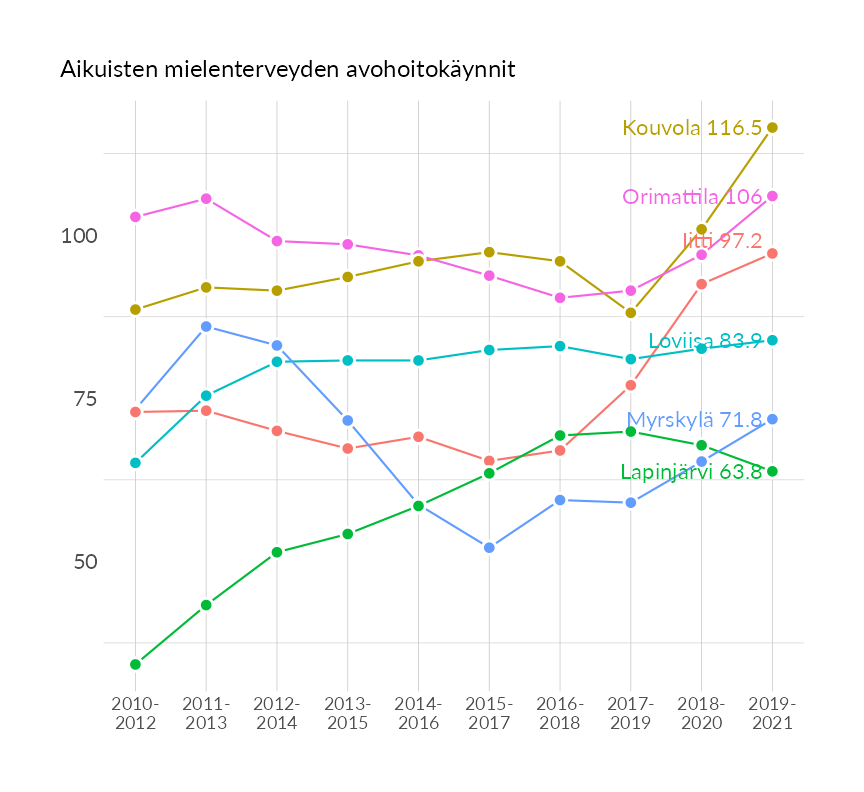 Aikuisten mielenterveyden avohoitokäynnit
Kouvola 116.5
Orimattila 106
100
Iitti 97.2
Loviisa 83.9
75
Myrskylä 71.8
Lapinjärvi 63.8
50
2010- 2011- 2012- 2013- 2014- 2015- 2016- 2017- 2018- 2019-
2012 2013 2014 2015 2016 2017 2018 2019 2020 2021